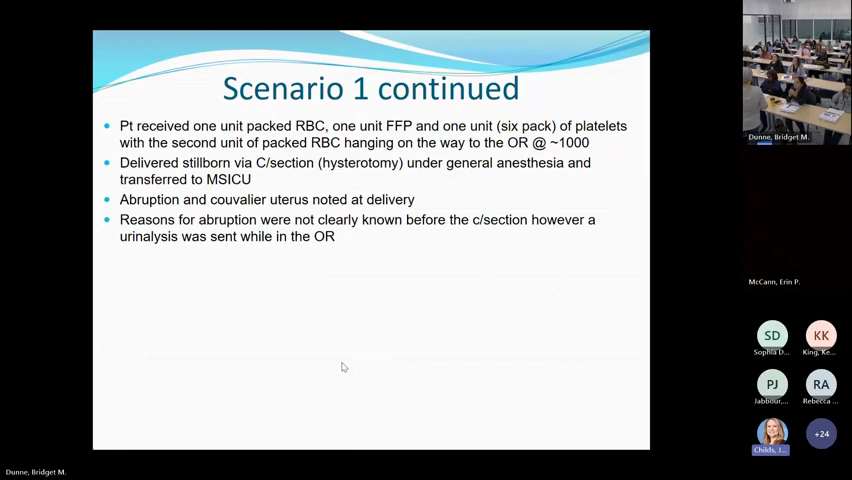 Scenario 1 continued
Pt received one unit packed RBC, one unit FFP and one unit (six pack) of platelets
with the second unit of packed RBC hanging on the way to the OR @ ~1000
Delivered stillborn via C/section (hysterotomy) under general anesthesia and
transferred to MSICU
Abruption and couvalier uterus noted at delivery
Reasons for abruption were not clearly known before the c/section however a
urinalysis was sent while in the OR
Dunne, Bridget M.
McCann, Erin P.
SD
KK
Sophia D...
King, Ke...
PJ
RA
Jabbour,...
Rebecca ...
+24
Childs, J...
Dunne, Bridget M.